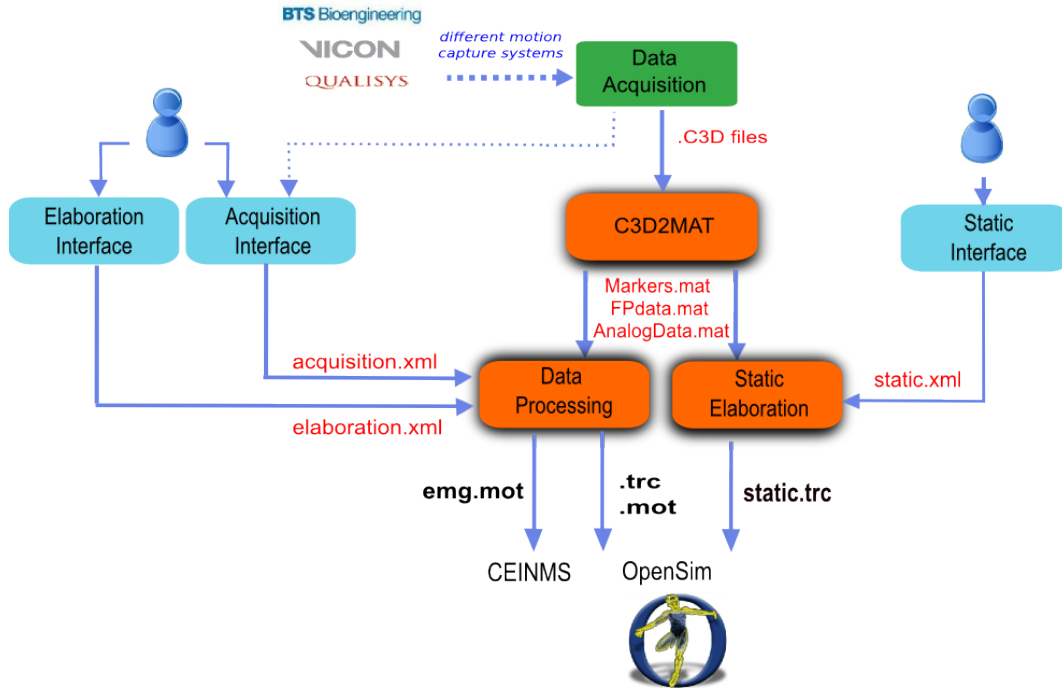 BTS Bioengineering
VICON
QUALISYS
different motion
capture systems
Data
Acquisition
.C3D files
Elaboration
Interface
Acquisition
Interface
C3D2MAT
Static
Interface
Markers.mat
FPdata.mat
AnalogData.mat
acquisition.xml
elaboration.xml
Data
Processing
Static
Elaboration
static.xml
emg.mot
.trc
.mot
static.trc
CEINMS
OpenSim